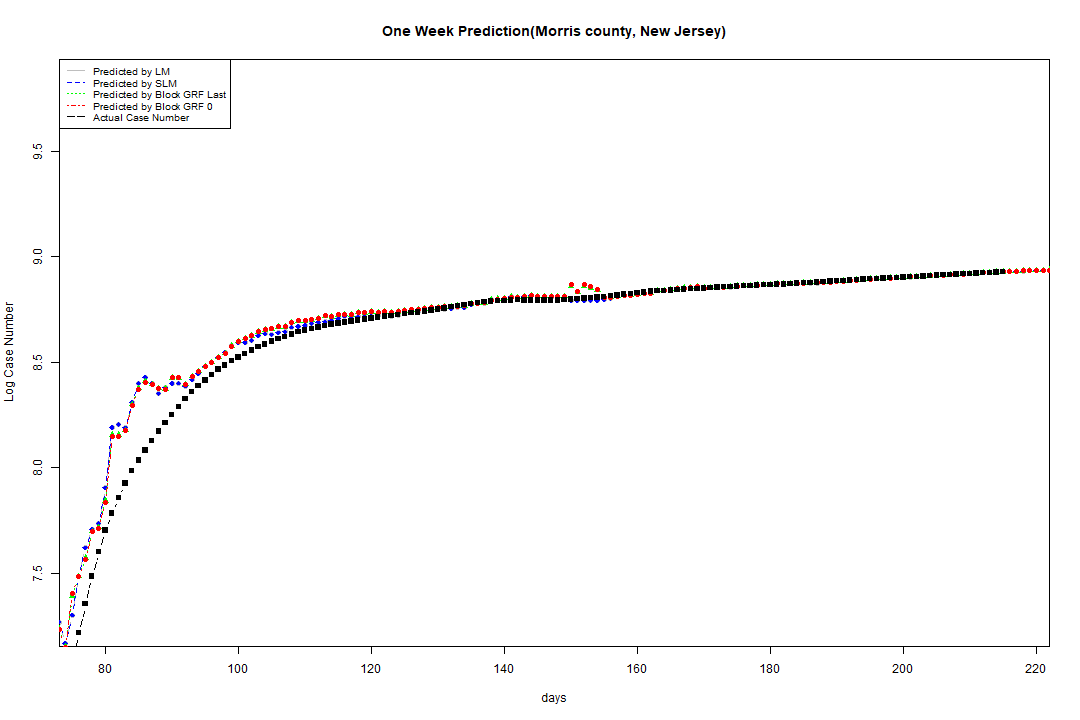 One Week Prediction(Morris county, New Jersey)
Predicted by LM
Predicted by SLM
Predicted by Block GRF Last
Predicted by Block GRF 0
Actual Case Number
9.5
9.0
8.5
8.0
7.5
Log Case Number
80 100 120 140 160 180 200 220
days